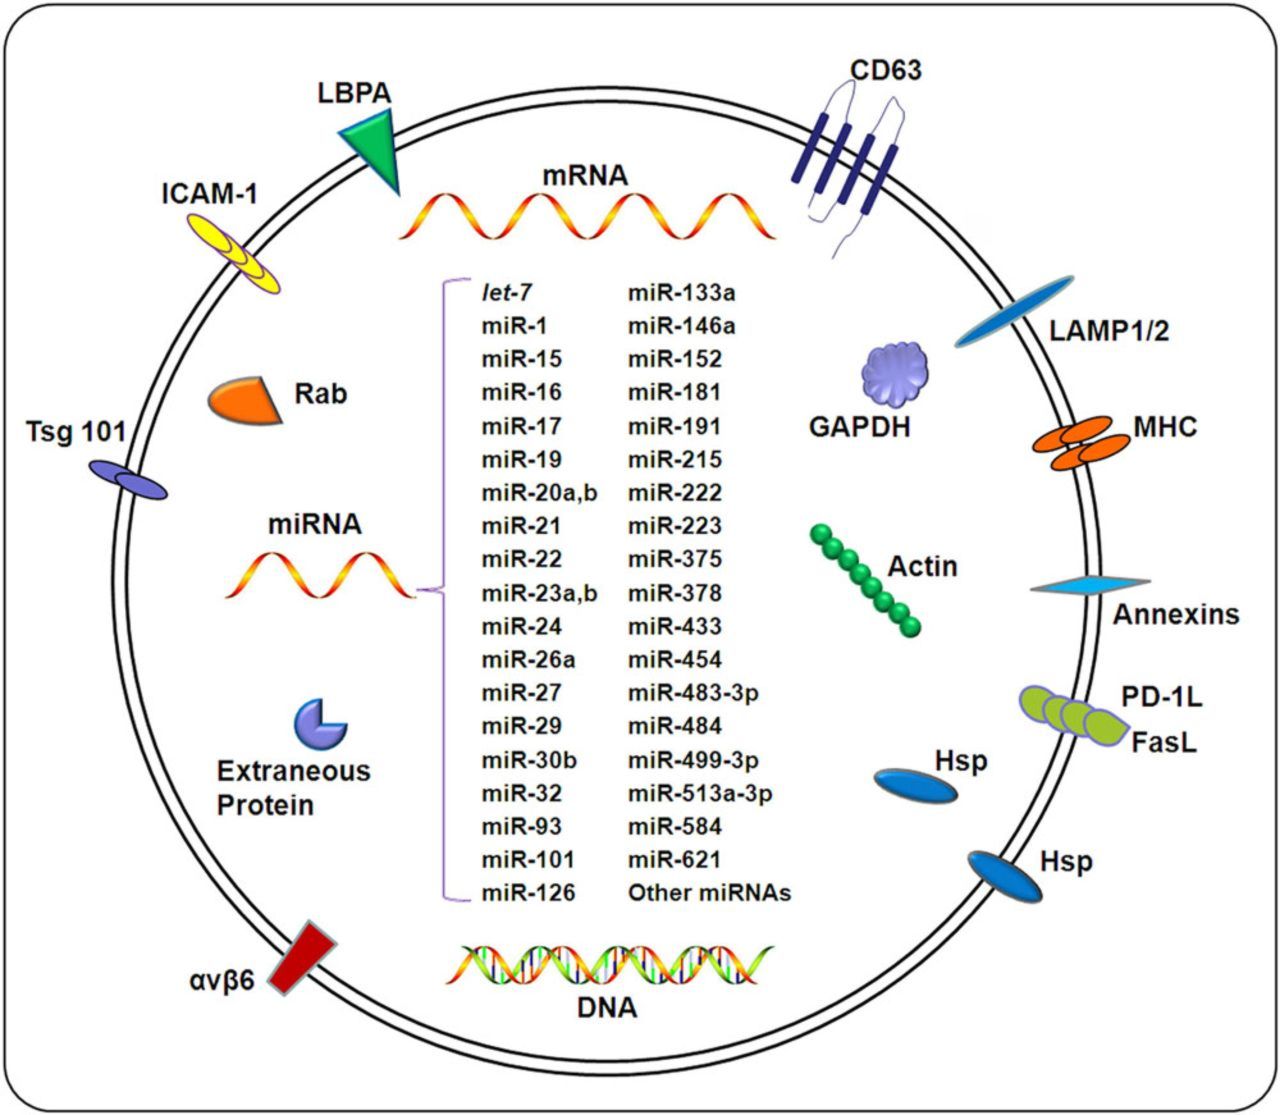 CD63
LBPA
mRNA
ICAM-1
let-7 miR-133a
miR-1 miR-146a
LAMP1/2
miR-15 miR-152
miR-16 miR-181
Rab
GAPDH
miR-17 miR-191
MHC
Tsg 101
miR-19 miR-215
miR-20a,b miR-222
miRNA
miR-21 miR-223
miR-22 miR-375
Actin
miR-23a,b miR-378
Annexins
miR-24 miR-433
miR-26a miR-454
miR-27 miR-483-3p
PD-1L
miR-29 miR-484
FasL
miR-30b miR-499-3p
Hsp
Extraneous
Protein
miR-32 miR-513a-3p
miR-93 miR-584
miR-101 miR-621
Hsp
miR-126 Other miRNAs
αvβ6
DNA